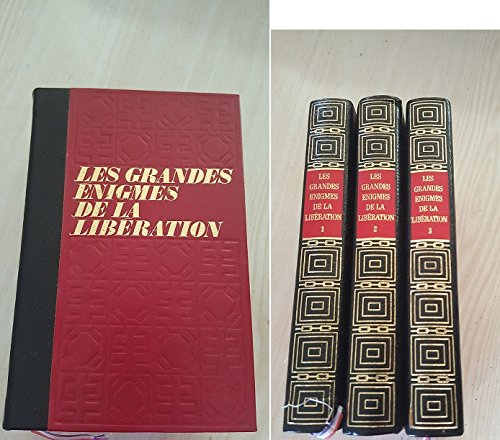 LES GRANDES
ENIGMES
DE LA
LIBERATION
LES
GRANDES
ENIGMES
DE LA
LIBÉRATION
1
LES
GRANDES
ENIGMES
DE LA
LIBÉRATION
2
LES
GRANDES
ENIGMES
DE LA
LIBÉRATION
3